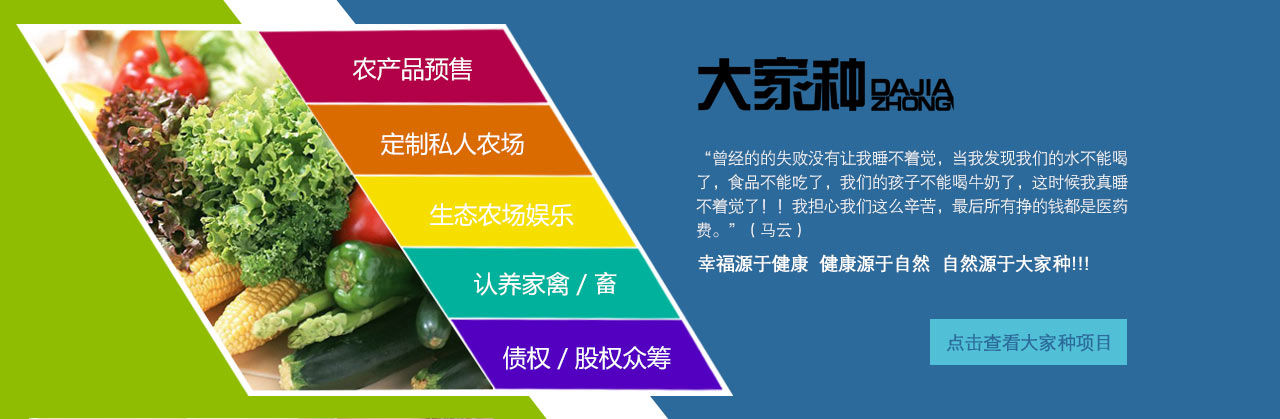 农产品预售
定制私人农场
生态农场娱乐
认养家禽 / 畜
债权 / 股权众筹
大家种 DAJIA ZHONG
“曾经的的失败没有让我睡不着觉，当我发现我们的水不能喝
了，食品不能吃了，我们的孩子不能喝牛奶了，这时候我真睡
不着觉了！！我担心我们这么辛苦，最后所有挣的钱都是医药
费。”（马云）
幸福源于健康 健康源于自然 自然源于大家种!!!
点击查看大家种项目